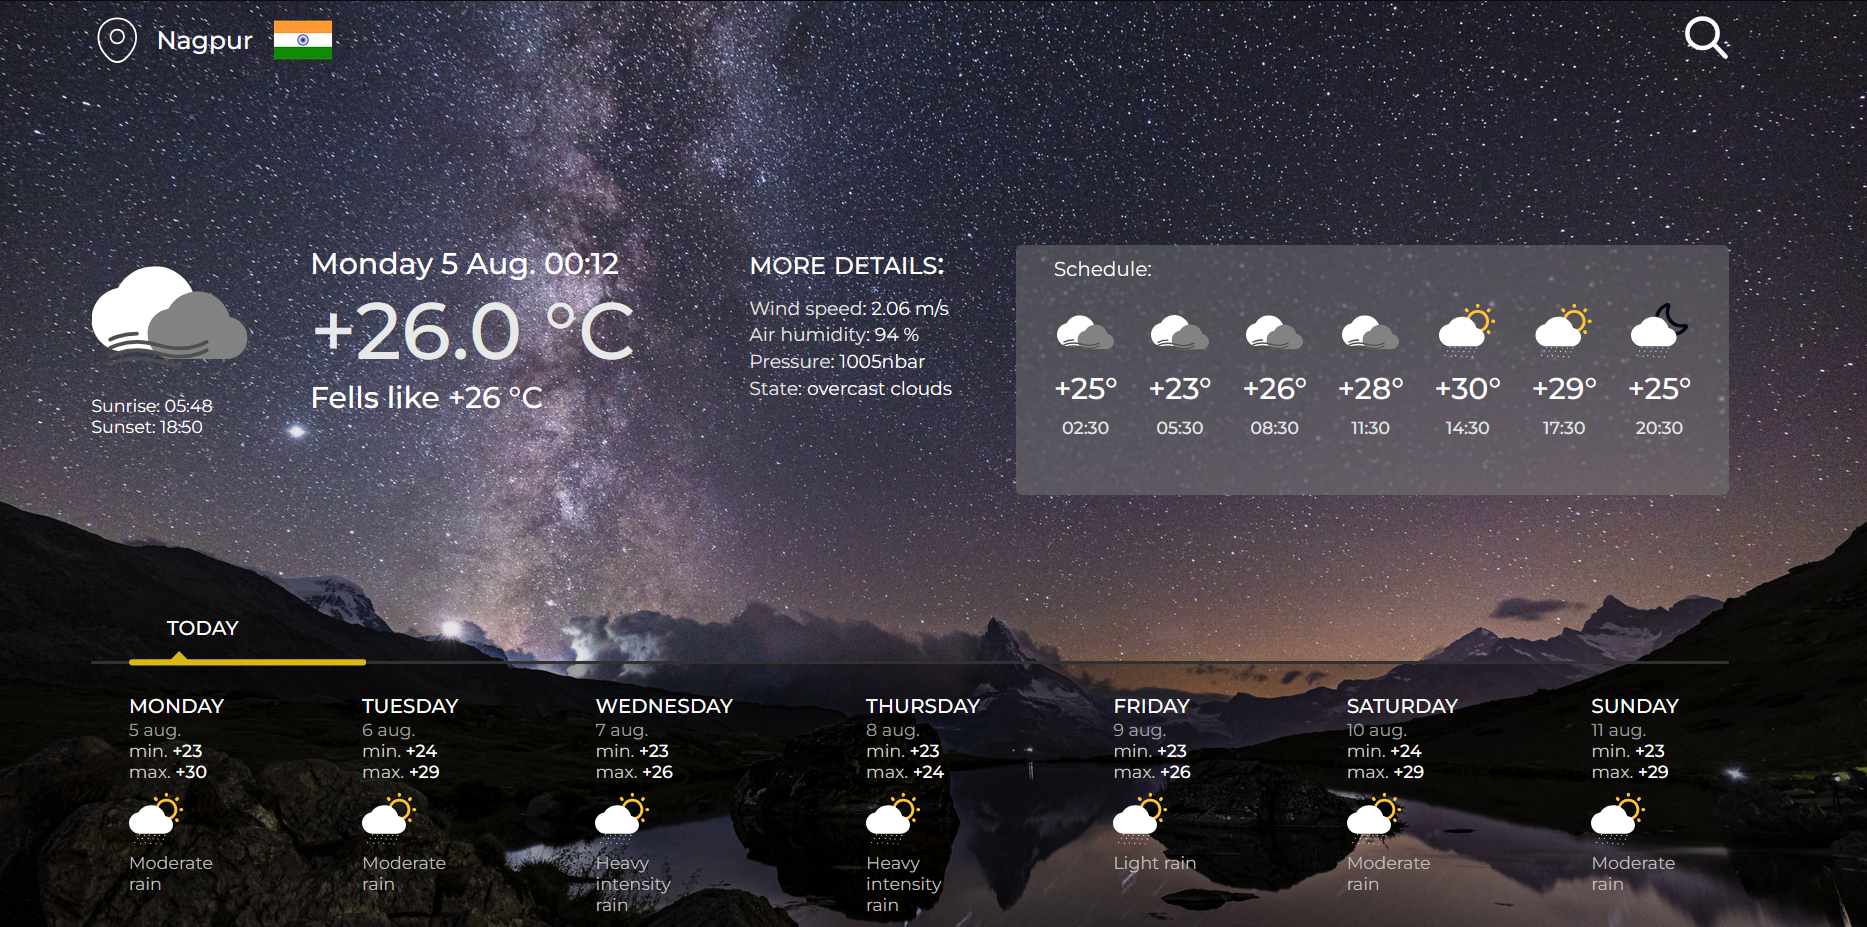 Nagpur
Monday 5 Aug. 00:12
+26.0 °C
Fells like +26 °C
Sunrise: 05:48
Sunset: 18:50
MORE DETAILS:
Wind speed: 2.06 m/s
Air humidity: 94 %
Pressure: 1005nbar
State: overcast clouds
Schedule:
+25° +23° +26° +28° +30° +29° +25°
02:30 05:30 08:30 11:30 14:30 17:30 20:30
TODAY
MONDAY
5 aug.
min. +23
max. +30
Moderate
rain
TUESDAY
6 aug.
min. +24
max. +29
Moderate
rain
WEDNESDAY
7 aug.
min. +23
max. +26
Heavy
intensity
rain
THURSDAY
8 aug.
min. +23
max. +24
Heavy
intensity
rain
FRIDAY
9 aug.
min. +23
max. +26
Light rain
SATURDAY
10 aug.
min. +24
max. +29
Moderate
rain
SUNDAY
11 aug.
min. +23
max. +29
Moderate
rain